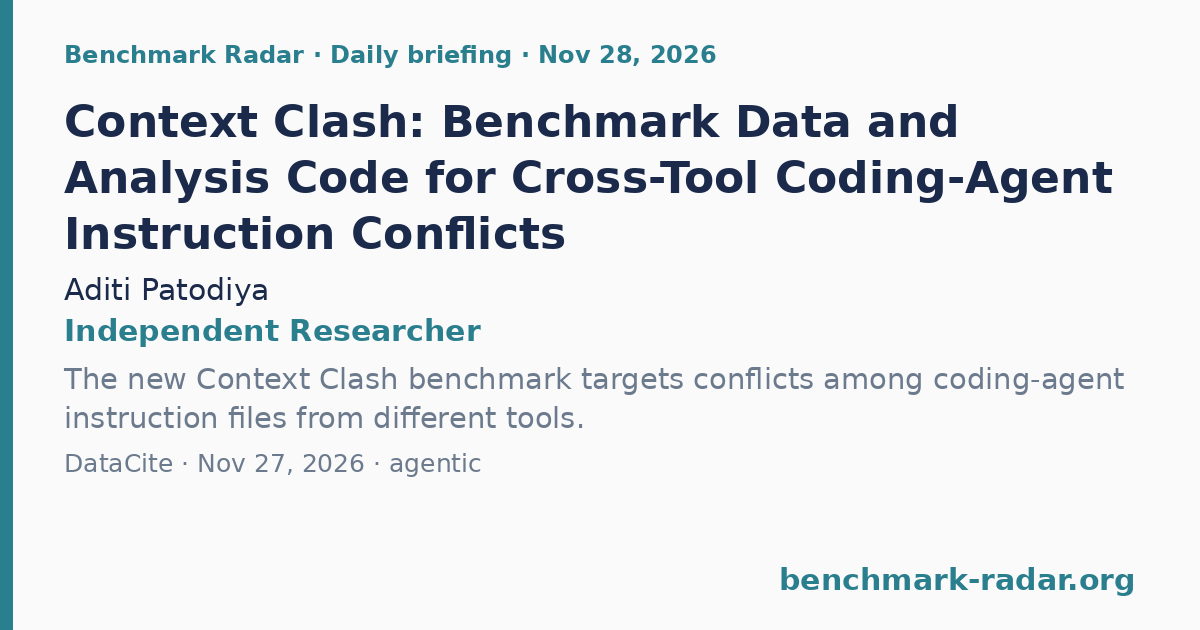 Benchmark Radar · Daily briefing · Nov 28, 2026
Context Clash: Benchmark Data and
Analysis Code for Cross-Tool Coding-Agent
Instruction Conflicts
Aditi Patodiya
Independent Researcher
The new Context Clash benchmark targets conflicts among coding-agent
instruction files from different tools.
DataCite · Nov 27, 2026 · agentic
benchmark-radar.org